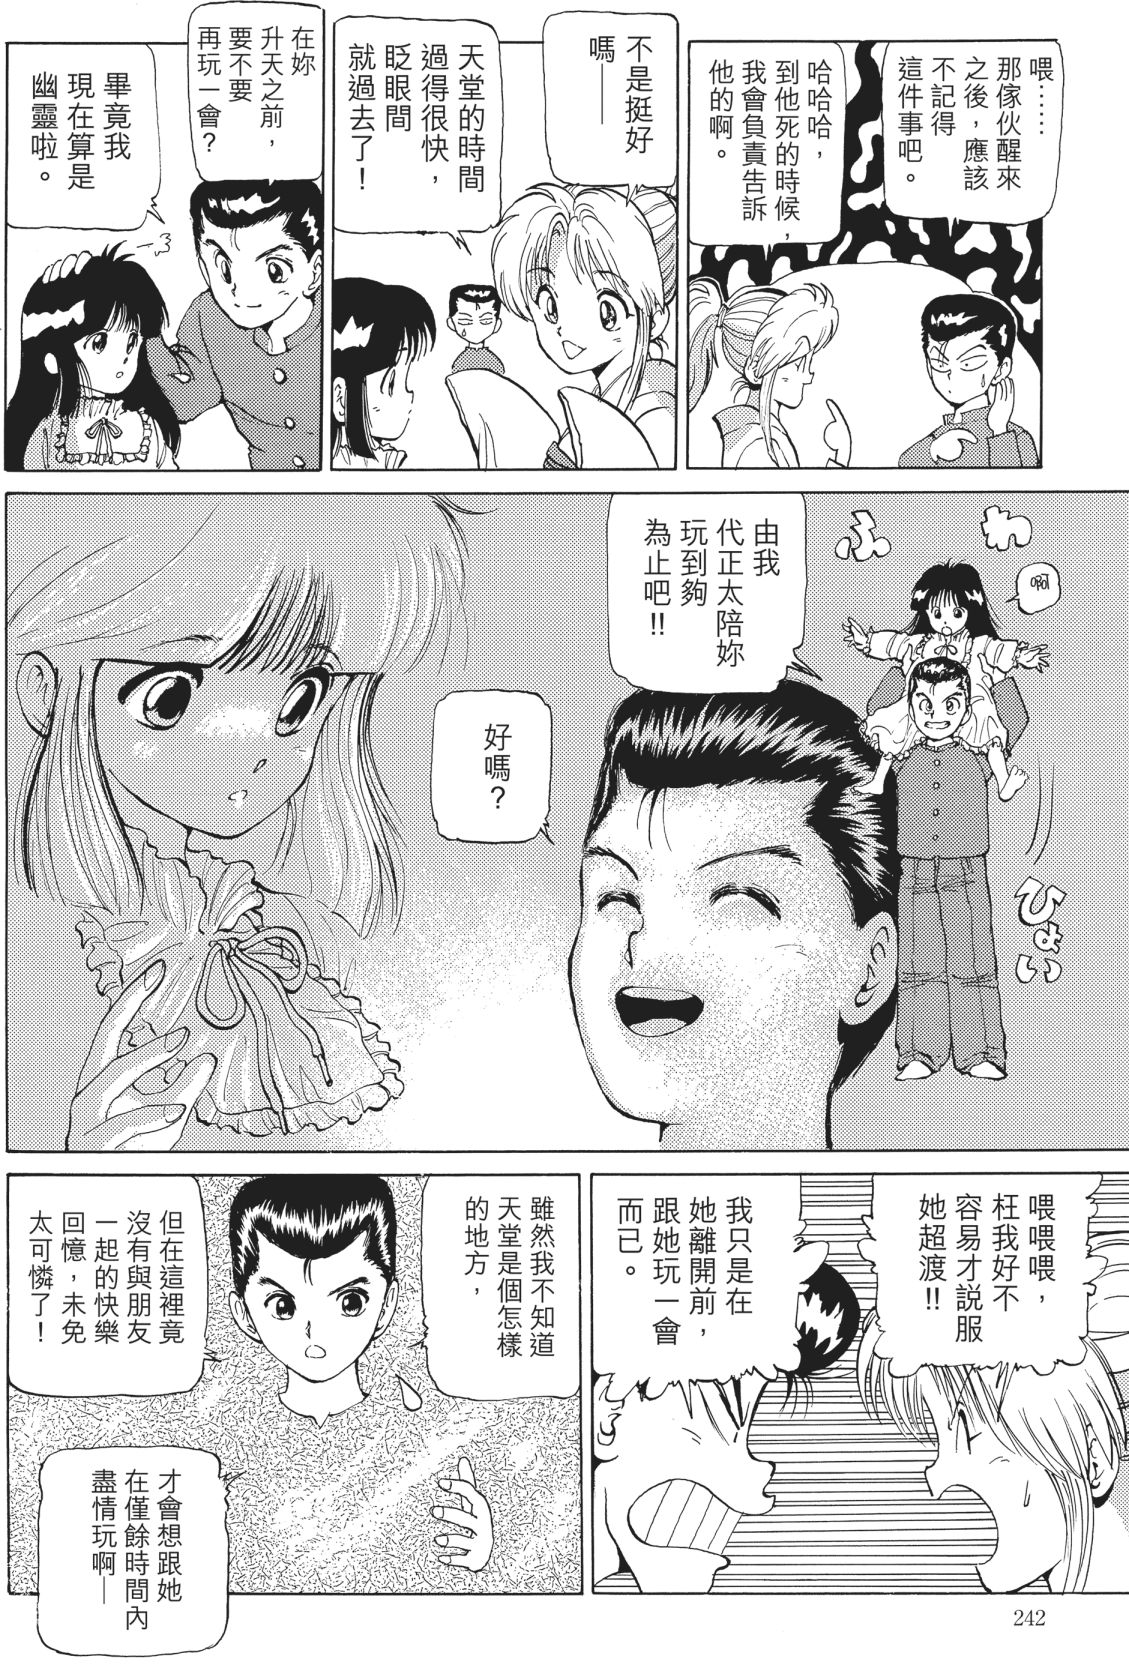 喂……
那傢伙醒來
之後，應該
不記得
這件事吧。
哈哈哈，
到他死的時候，
我會負責告訴
他的啊。
不是挺好
嗎──
天堂的時間
過得很快，
眨眼間
就過去了！
在妳
升天之前，
要不要
再玩一會？
畢竟我
現在算是
幽靈啦。
ふわ
啊
ひょい
由我
代正太陪妳
玩到夠
為止吧!!
好嗎？
喂喂喂，
枉我好不
容易才説服
她超渡!!
我只是在
她離開前，
跟她玩一會
而已。
雖然我不知道
天堂是個怎樣
的地方，
但在這裡竟
沒有與朋友
一起的快樂
回憶，未免
太可憐了！
才會想跟她
在僅餘時間內
盡情玩啊──
242